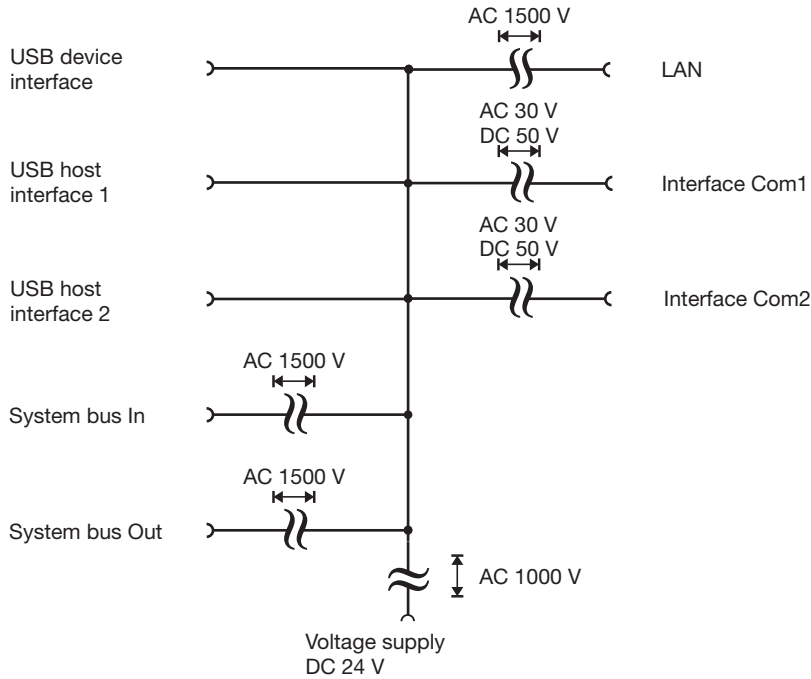 AC 1500 V
USB device
interface
LAN
AC 30 V
DC 50 V
USB host
interface 1
Interface Com1
AC 30 V
DC 50 V
USB host
interface 2
Interface Com2
AC 1500 V
System bus In
AC 1500 V
System bus Out
AC 1000 V
Voltage supply
DC 24 V